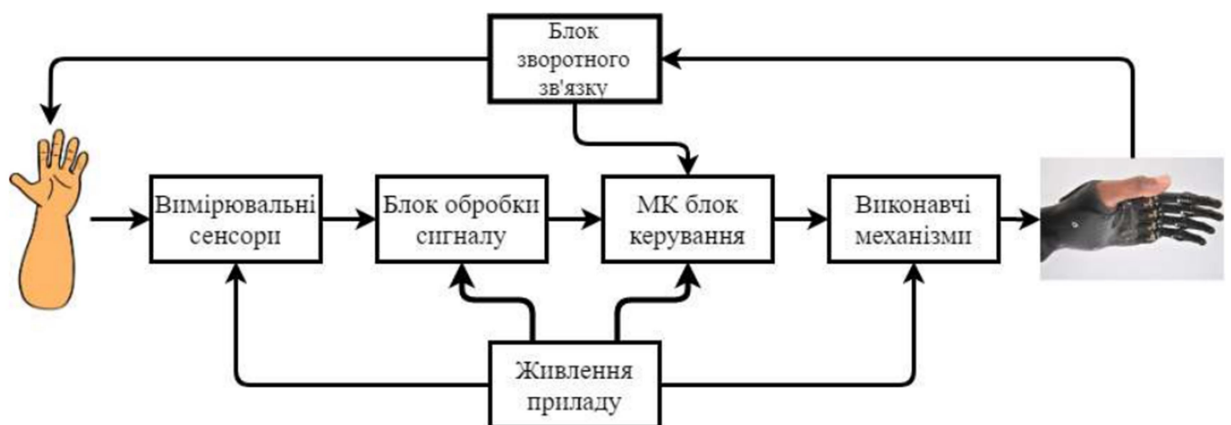 Блок
зворотного
зв'язку
Вимірювальні
сенсори
Блок обробки
сигналу
МК блок
керування
Виконавчі
механізми
Живлення
приладу